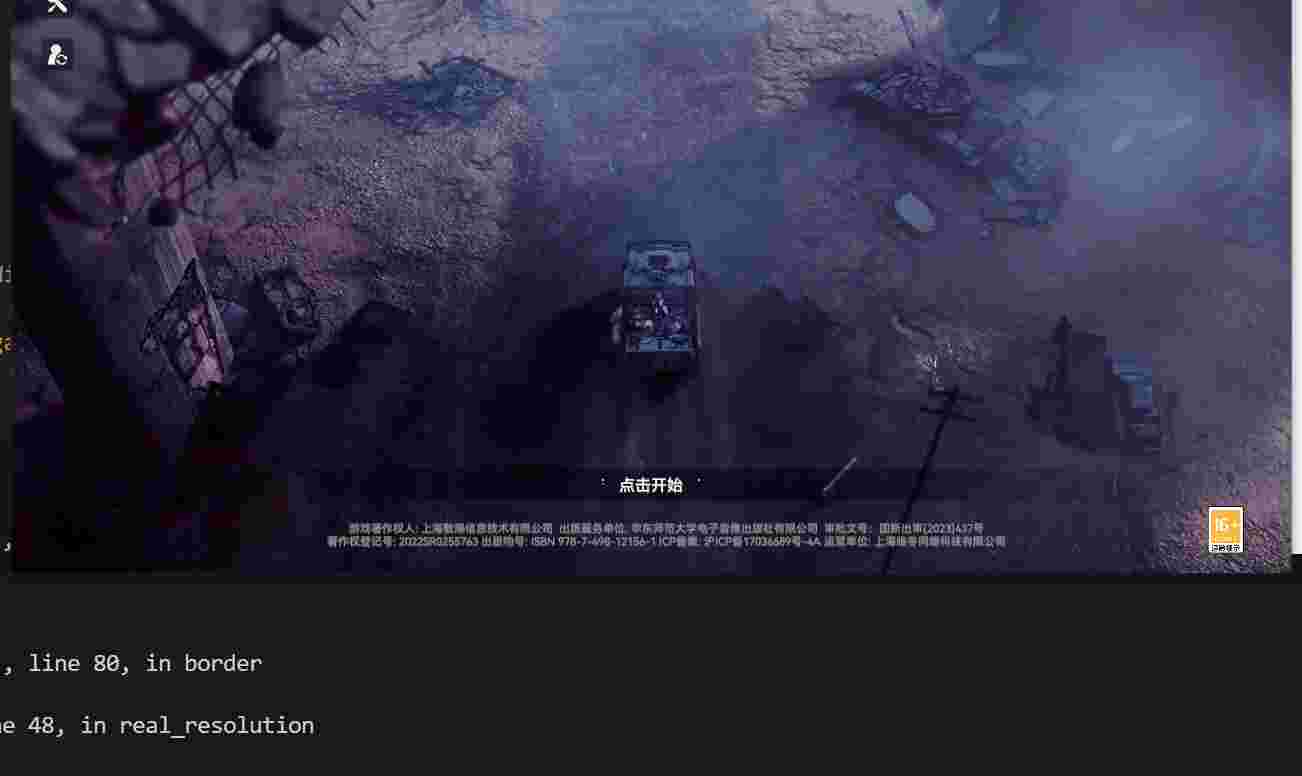 di
ga
点击开始
游戏著作权人: 上海散爆信息技术有限公司 出版服务单位: 华东师范大学电子音像出版社有限公司 审批文号: 国新出审[2023]437号
著作权登记号: 2022SR0255763 出版物号: ISBN 978-7-498-12156-1 ICP备案: 沪ICP备17036689号-4A 运营单位: 上海暗零网络科技有限公司
16+
适龄提示
,
, line 80, in border
ne 48, in real_resolution